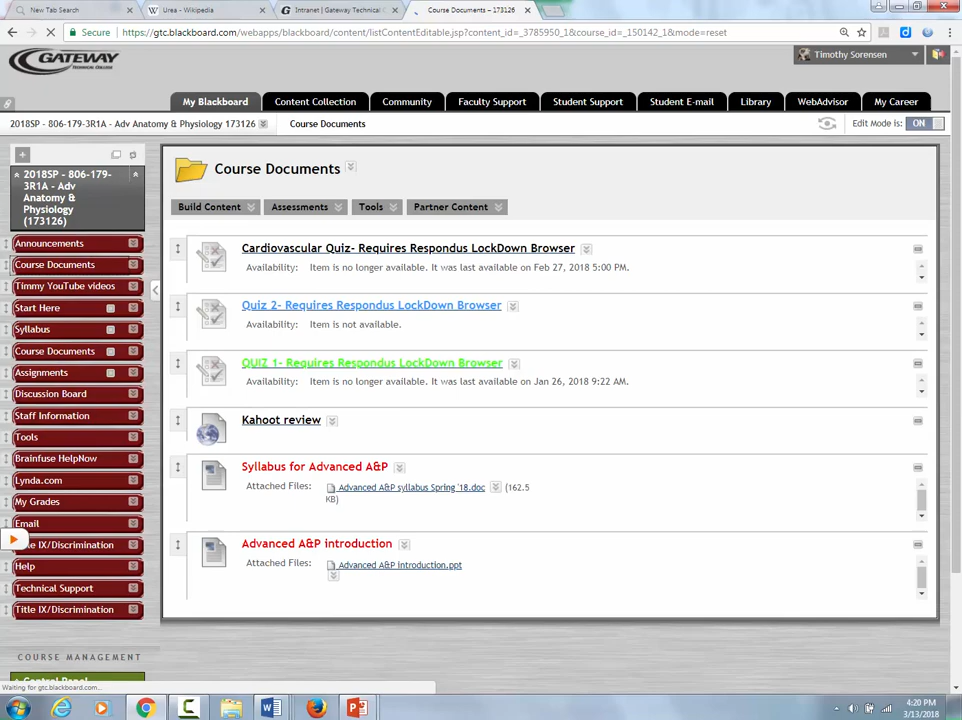 New Tab Search
Urea - Wikipedia
Intranet | Gateway Technical C
Course Documents – 173126
Secure
https://gtc.blackboard.com/webapps/blackboard/content/listContentEditable.jsp?content_id=_3785950_1&course_id=_150142_1&mode=reset
GATEWAY
TECHNICAL COLLEGE
Timothy Sorensen
My Blackboard
Content Collection
Community
Faculty Support
Student Support
Student E-mail
Library
WebAdvisor
My Career
2018SP - 806-179-3R1A - Adv Anatomy & Physiology 173126
Course Documents
Edit Mode is:
ON
2018SP - 806-179-
3R1A - Adv
Anatomy &
Physiology
(173126)
Announcements
Course Documents
Timmy YouTube videos
Start Here
Syllabus
Course Documents
Assignments
Discussion Board
Staff Information
Tools
Brainfuse HelpNow
Lynda.com
My Grades
Email
le IX/Discrimination
Help
Technical Support
Title IX/Discrimination
COURSE MANAGEMENT
Control Panel
Course Documents
Build Content
Assessments
Tools
Partner Content
Cardiovascular Quiz- Requires Respondus LockDown Browser
Availability: Item is no longer available. It was last available on Feb 27, 2018 5:00 PM.
Quiz 2- Requires Respondus LockDown Browser
Availability: Item is not available.
QUIZ 1- Requires Respondus LockDown Browser
Availability: Item is no longer available. It was last available on Jan 26, 2018 9:22 AM.
Kahoot review
Syllabus for Advanced A&P
Attached Files: Advanced A&P syllabus Spring '18.doc (162.5
KB)
Advanced A&P introduction
Attached Files: Advanced A&P introduction.ppt
Waiting for gtc.blackboard.com...
4:20 PM
3/13/2018